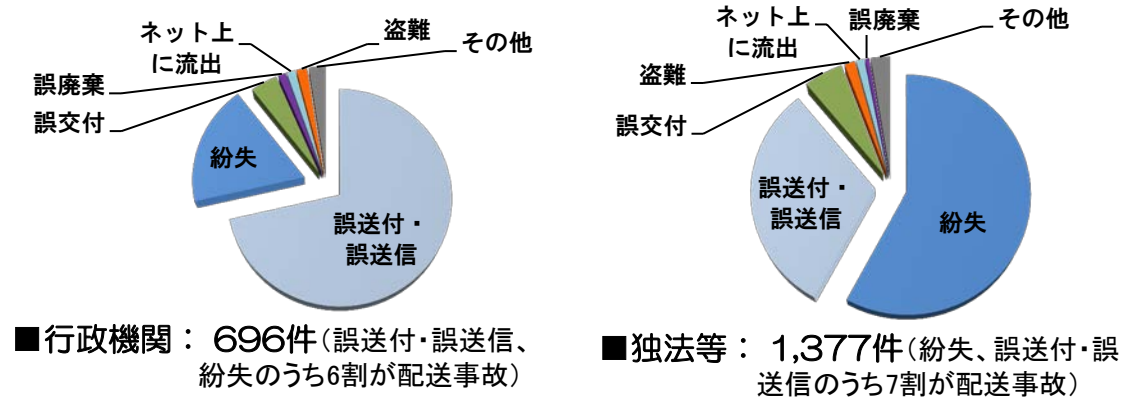 ネット上
に流出
盗難
その他
誤廃棄
誤交付
紛失
誤送付・
誤送信
■行政機関： 696件（誤送付・誤送信、
紛失のうち6割が配送事故）
ネット上
に流出
誤廃棄
その他
盗難
誤交付
誤送付・
誤送信
紛失
■独法等： 1,377件（紛失、誤送付・誤
送信のうち7割が配送事故）